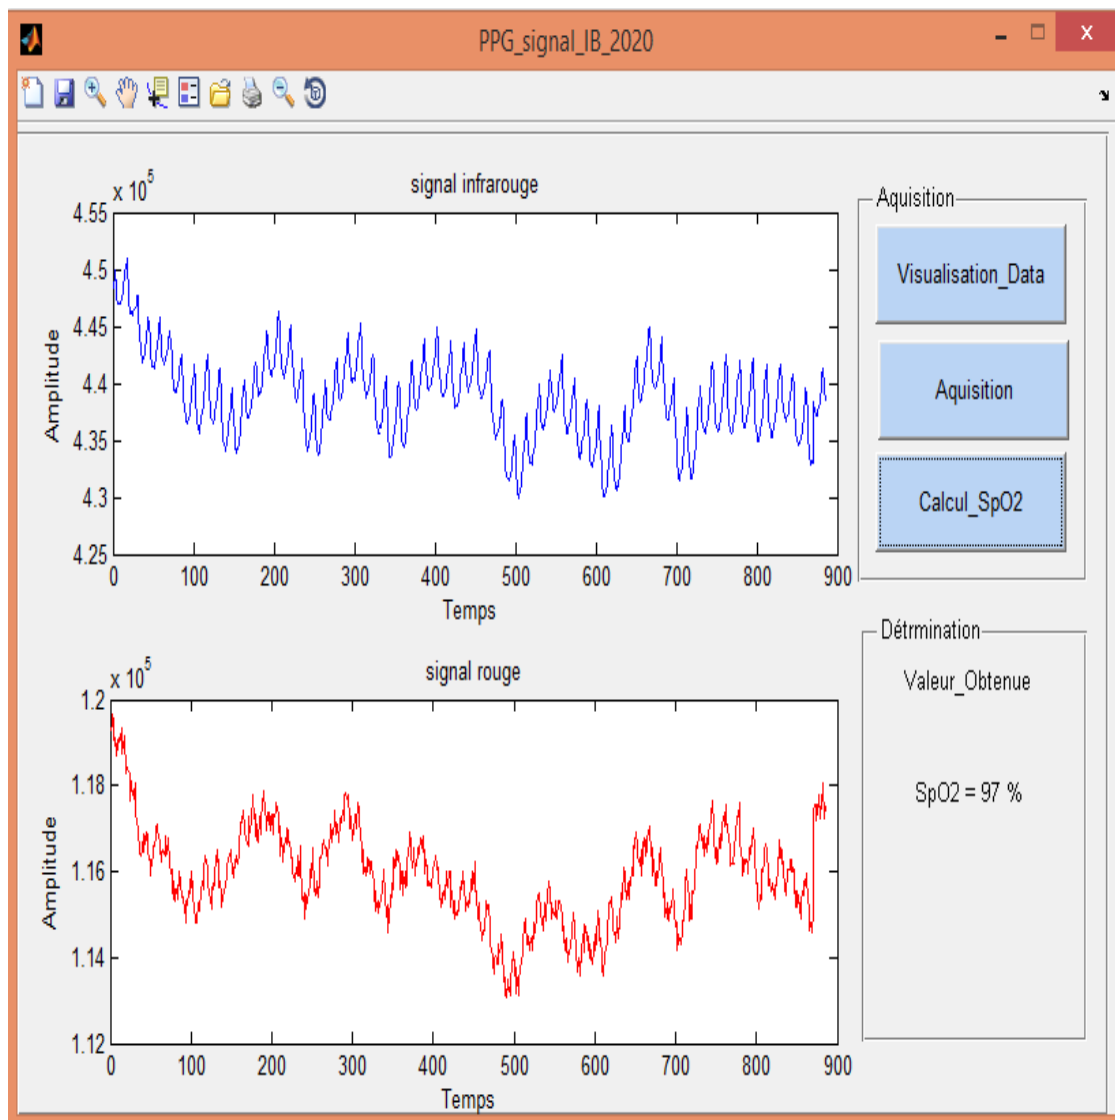 PPG_signal_IB_2020
signal infrarouge
x 10^5
4.55
4.5
4.45
4.4
4.35
4.3
4.25
0 100 200 300 400 500 600 700 800 900
Amplitude
Temps
signal rouge
x 10^5
1.2
1.18
1.16
1.14
1.12
0 100 200 300 400 500 600 700 800 900
Amplitude
Temps
Aquisition
Visualisation_Data
Aquisition
Calcul_SpO2
Détrmination
Valeur_Obtenue
SpO2 = 97 %